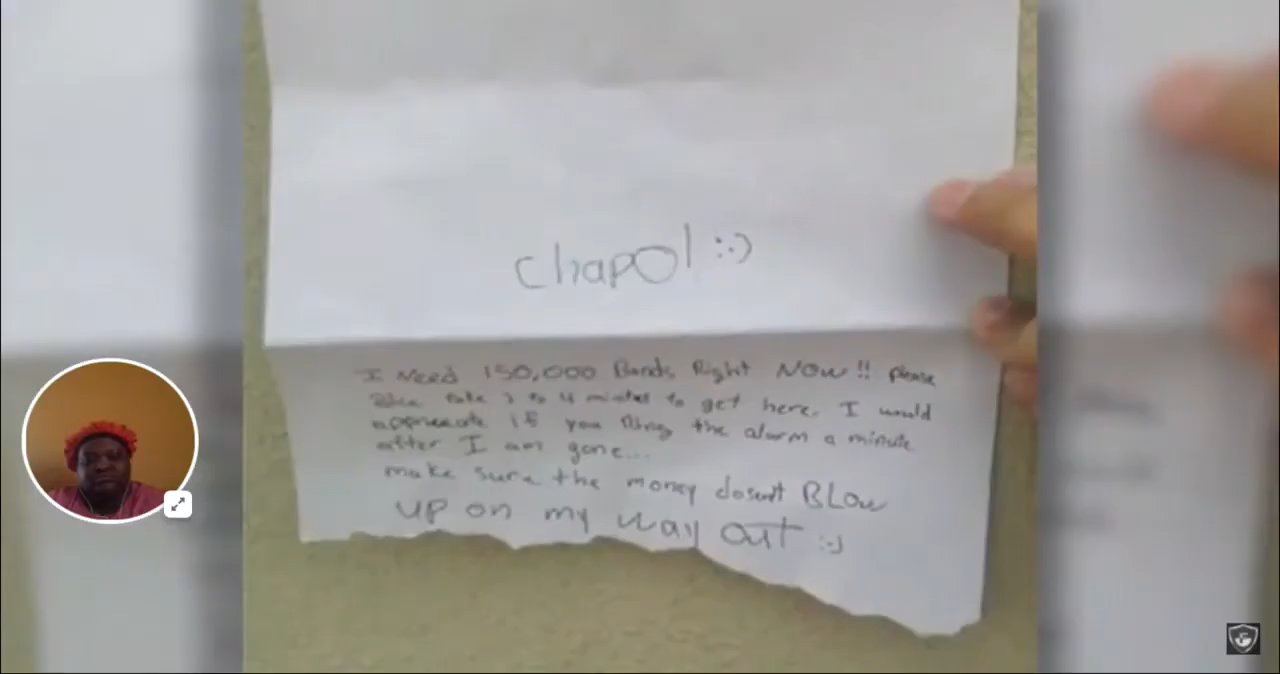 chapo! :-)
I Need 150,000 Bands Right NOW!! please
take 3 to 4 minutes to get here. I would
appreciate if you Ring the alarm a minute
after I am gone...
make sure the money doesn't BLOW
UP on my way OUT :-)